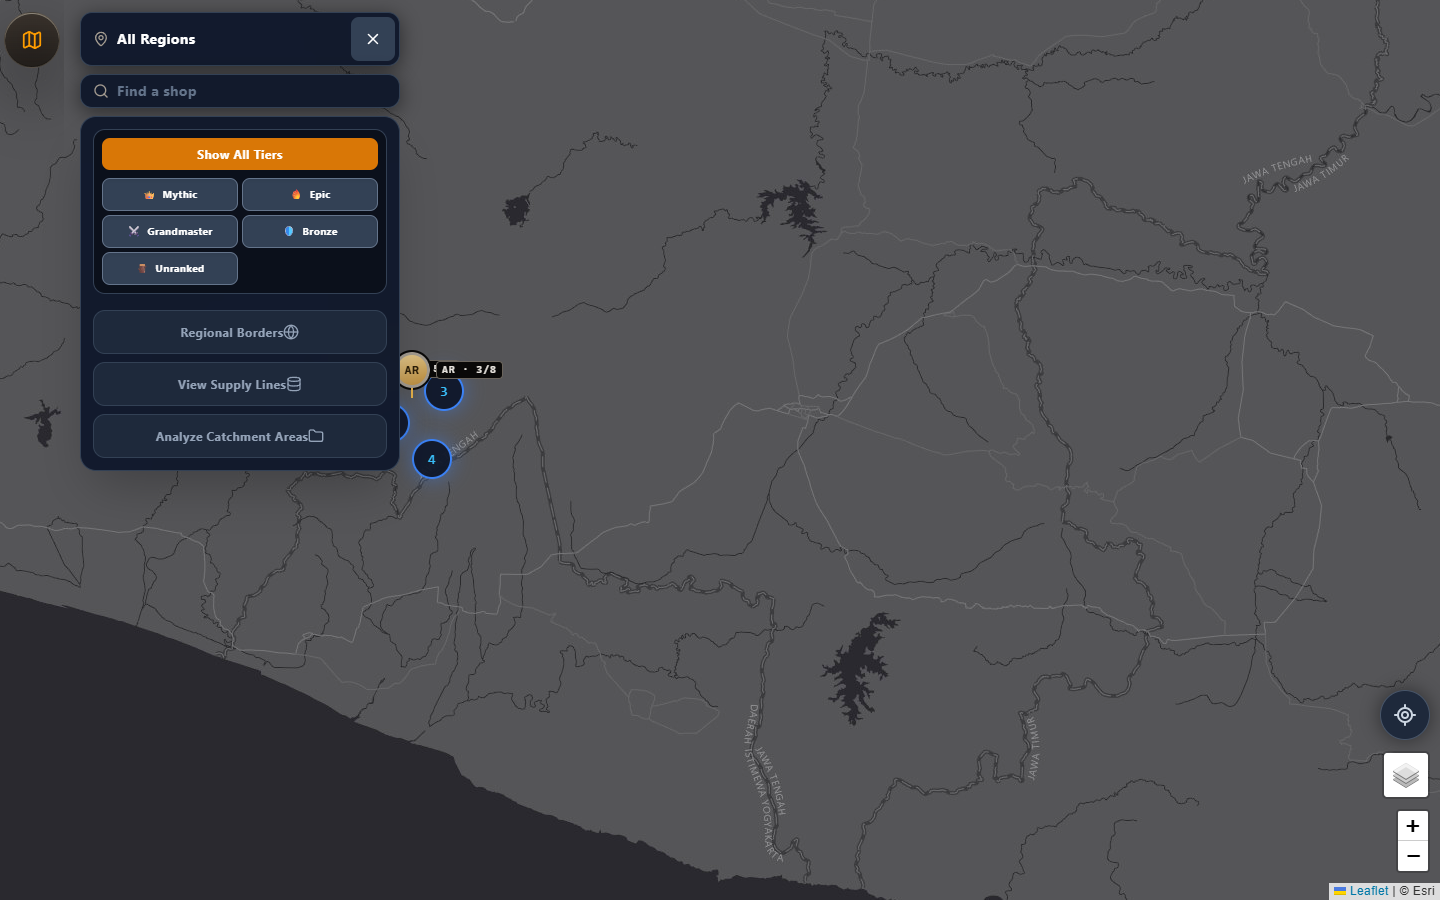 All Regions
Find a shop
Show All Tiers
Mythic
Epic
Grandmaster
Bronze
Unranked
Regional Borders
View Supply Lines
Analyze Catchment Areas
AR
AR · 3/8
3
4
JAWA TENGAH
JAWA TIMUR
DAERAH ISTIMEWA YOGYAKARTA
JAWA TENGAH
JAWA TIMUR
+
−
Leaflet | © Esri